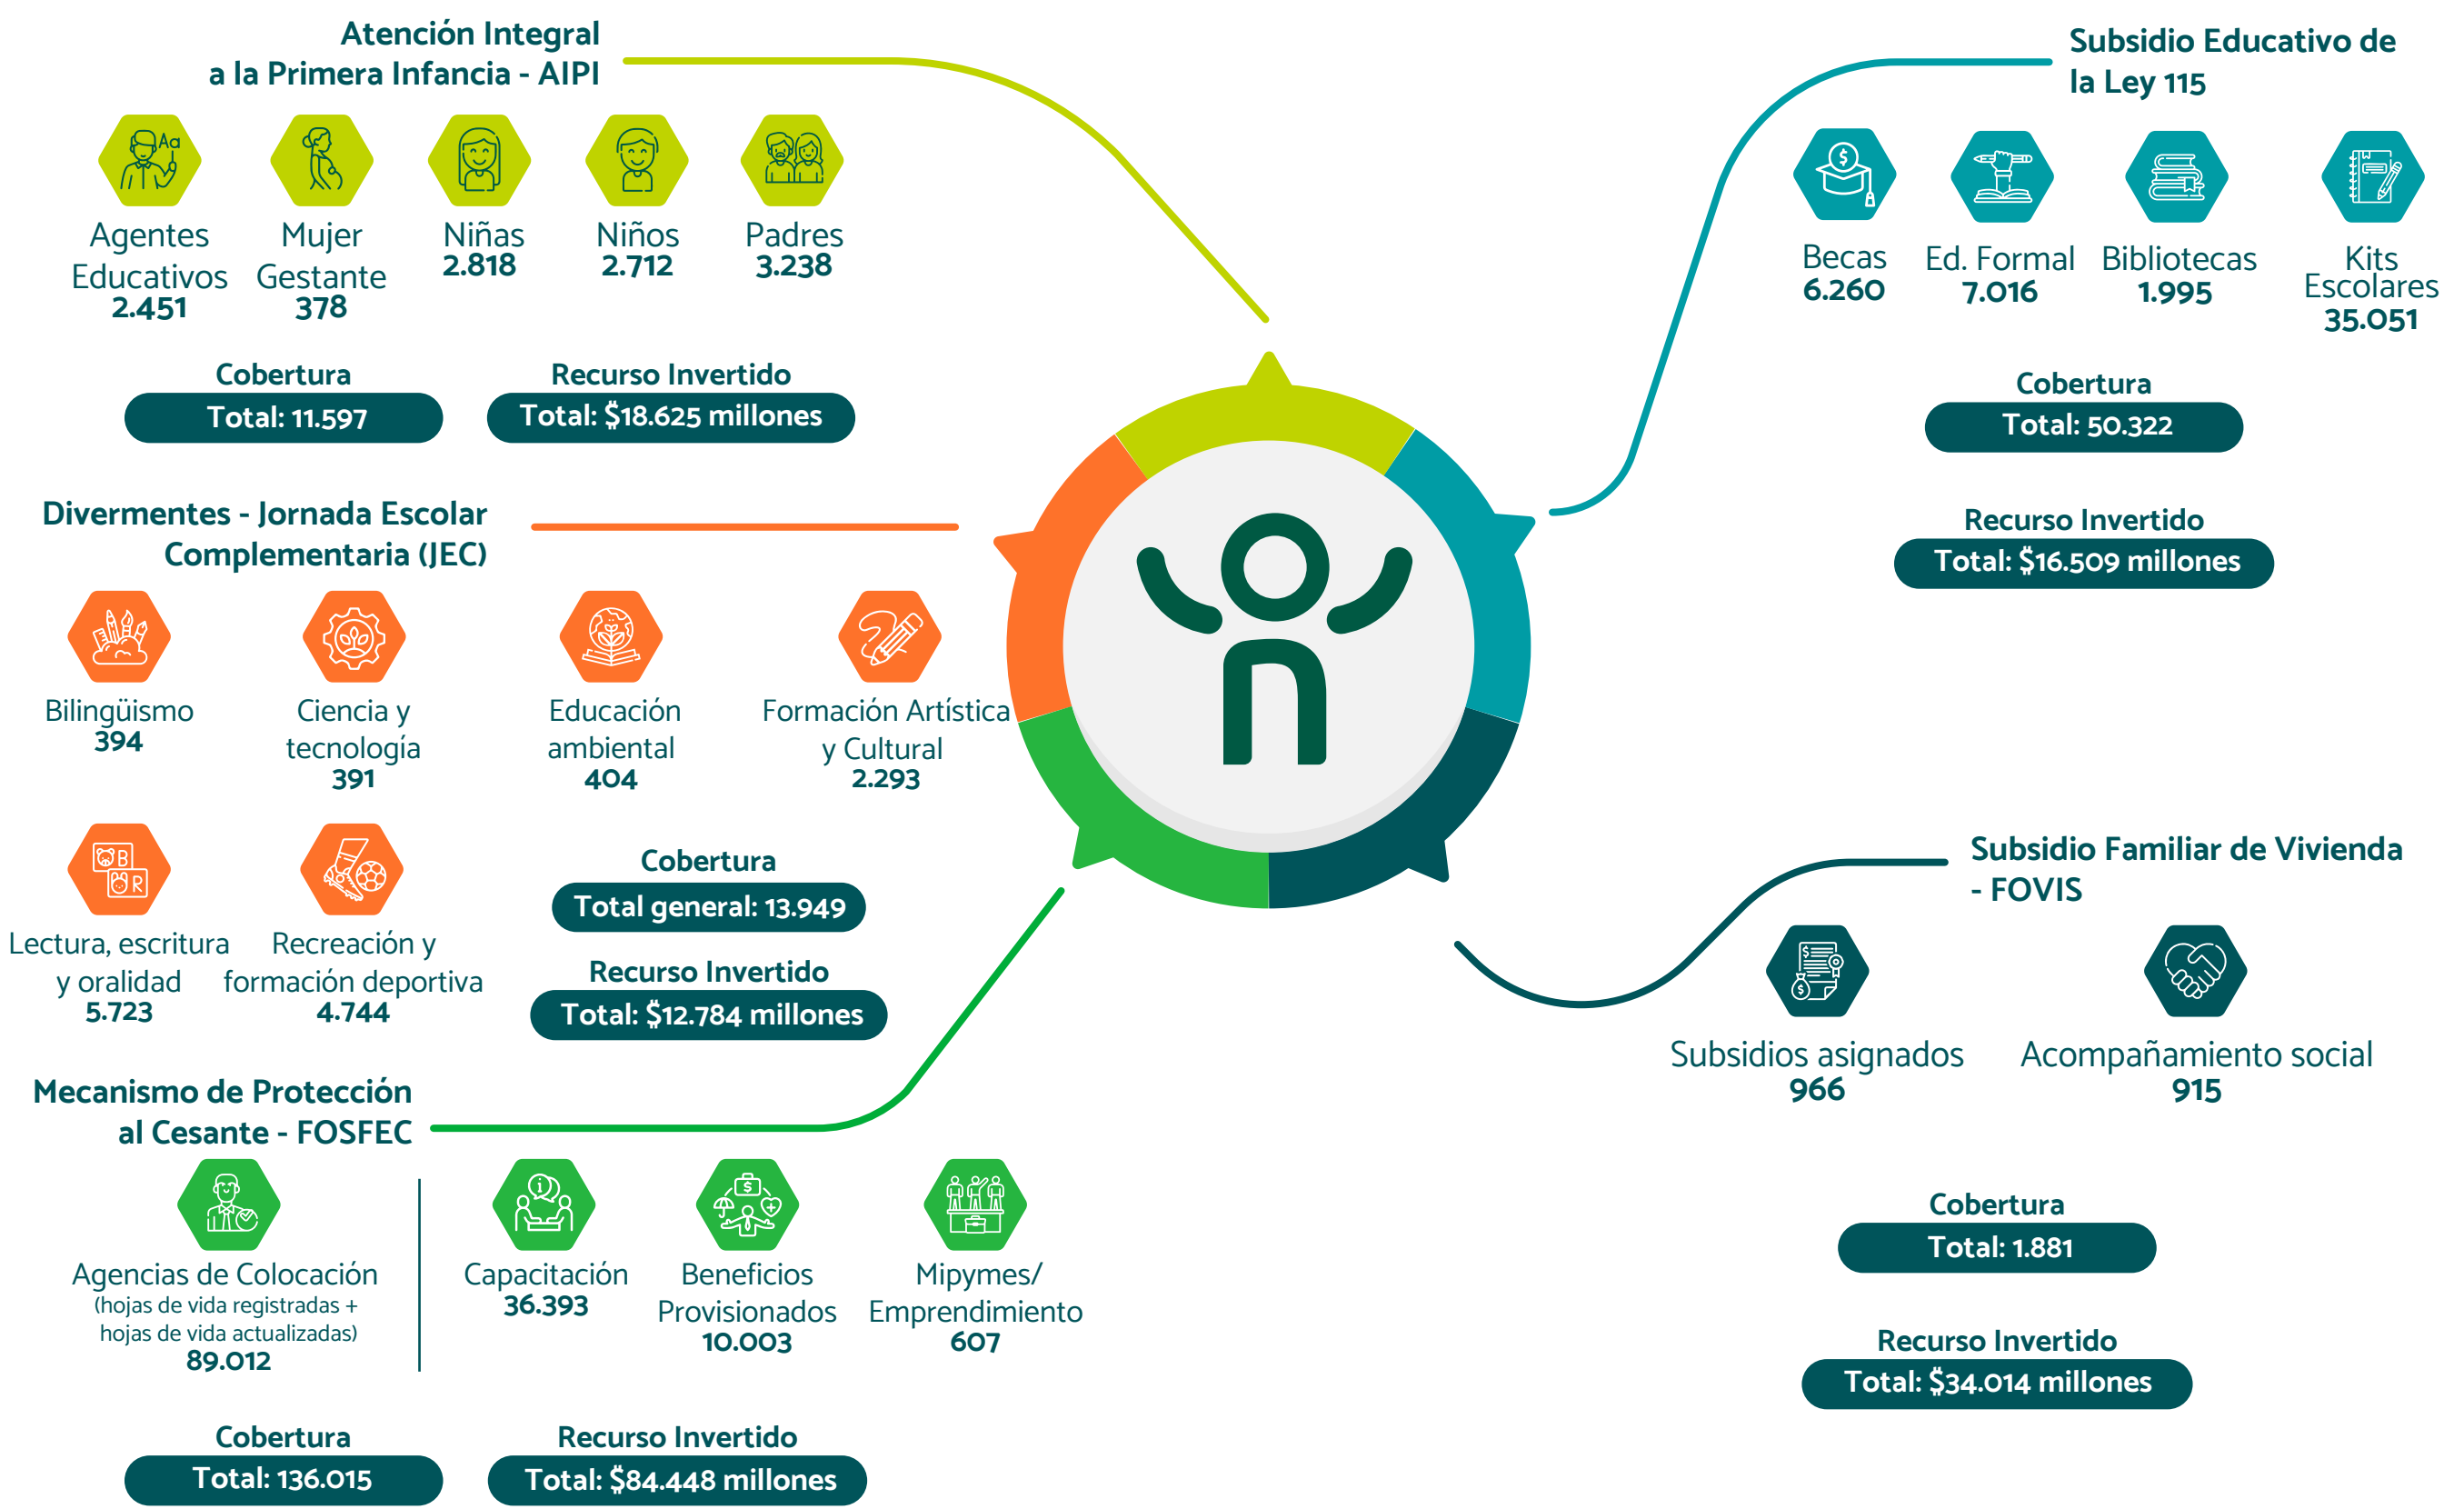 Atención Integral
a la Primera Infancia - AIPI
Aa
Agentes
Educativos
2.451
Mujer
Gestante
378
Niñas
2.818
Niños
2.712
Padres
3.238
Cobertura
Total: 11.597
Recurso Invertido
Total: $18.625 millones
Subsidio Educativo de
la Ley 115
$
Becas
6.260
Ed. Formal
7.016
Bibliotecas
1.995
Kits
Escolares
35.051
Cobertura
Total: 50.322
Recurso Invertido
Total: $16.509 millones
Divermentes - Jornada Escolar
Complementaria (JEC)
Bilingüismo
394
Ciencia y
tecnología
391
Educación
ambiental
404
Formación Artística
y Cultural
2.293
B
R
Lectura, escritura
y oralidad
5.723
Recreación y
formación deportiva
4.744
Cobertura
Total general: 13.949
Recurso Invertido
Total: $12.784 millones
Subsidio Familiar de Vivienda
- FOVIS
$
$
Subsidios asignados
966
Acompañamiento social
915
Cobertura
Total: 1.881
Recurso Invertido
Total: $34.014 millones
Mecanismo de Protección
al Cesante - FOSFEC
Agencias de Colocación
(hojas de vida registradas +
hojas de vida actualizadas)
89.012
i
Capacitación
36.393
$
Beneficios
Provisionados
10.003
Mipymes/
Emprendimiento
607
Cobertura
Total: 136.015
Recurso Invertido
Total: $84.448 millones